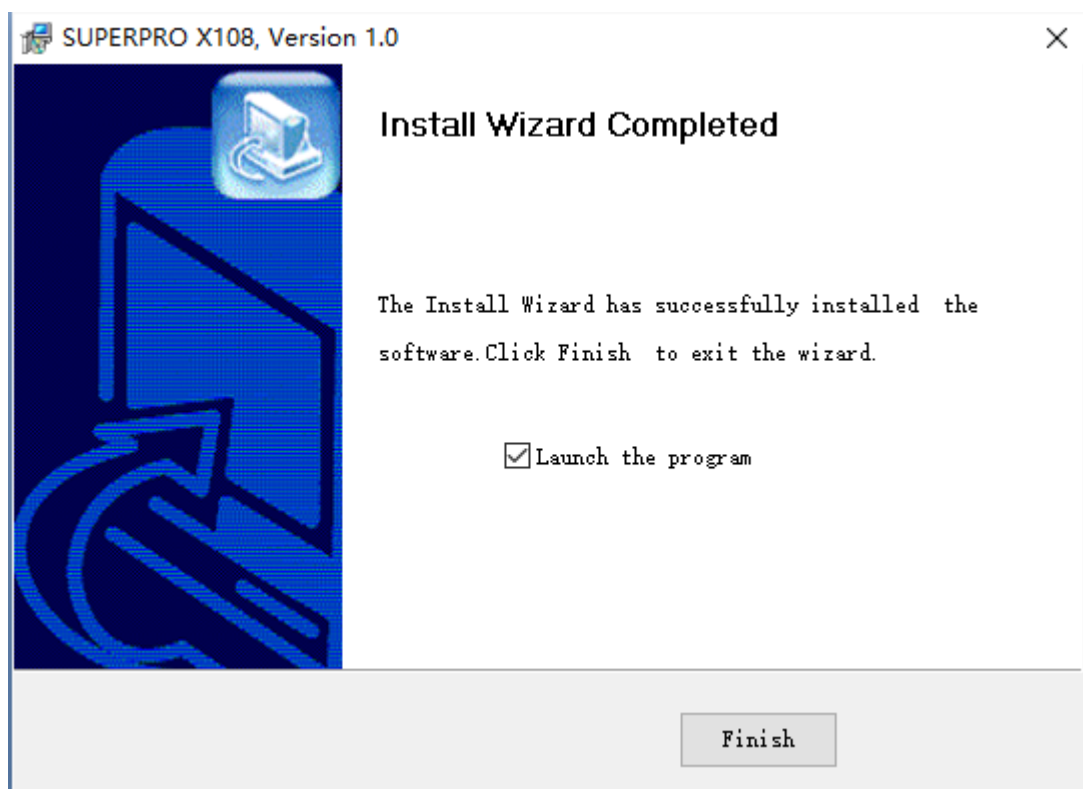 SUPERPRO X108, Version 1.0
Install Wizard Completed
The Install Wizard has successfully installed  the
software.Click Finish  to exit the wizard.
Launch the program
Finish